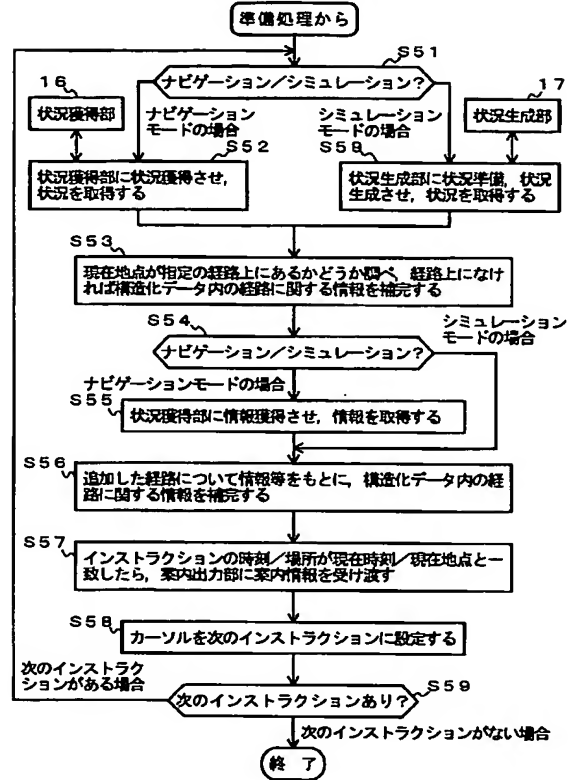 準備処理から
S51
ナビゲーション／シミュレーション？
16
状況獲得部
ナビゲーション
モードの場合
シミュレーション
モードの場合
17
状況生成部
S52
状況獲得部に状況獲得させ，
状況を取得する
S59
状況生成部に状況準備，状況
生成させ，状況を取得する
S53
現在地点が指定の経路上にあるかどうか調べ，経路上になけ
れば構造化データ内の経路に関する情報を補完する
S54
ナビゲーション／シミュレーション？
シミュレーション
モードの場合
ナビゲーションモードの場合
S55
状況獲得部に情報獲得させ，情報を取得する
S56
追加した経路について情報等をもとに，構造化データ内の経
路に関する情報を補完する
S57
インストラクションの時刻／場所が現在時刻／現在地点と一
致したら，案内出力部に案内情報を受け渡す
S58
カーソルを次のインストラクションに設定する
次のインストラク
ションがある場合
S59
次のインストラクションあり？
次のインストラクションがない場合
終了